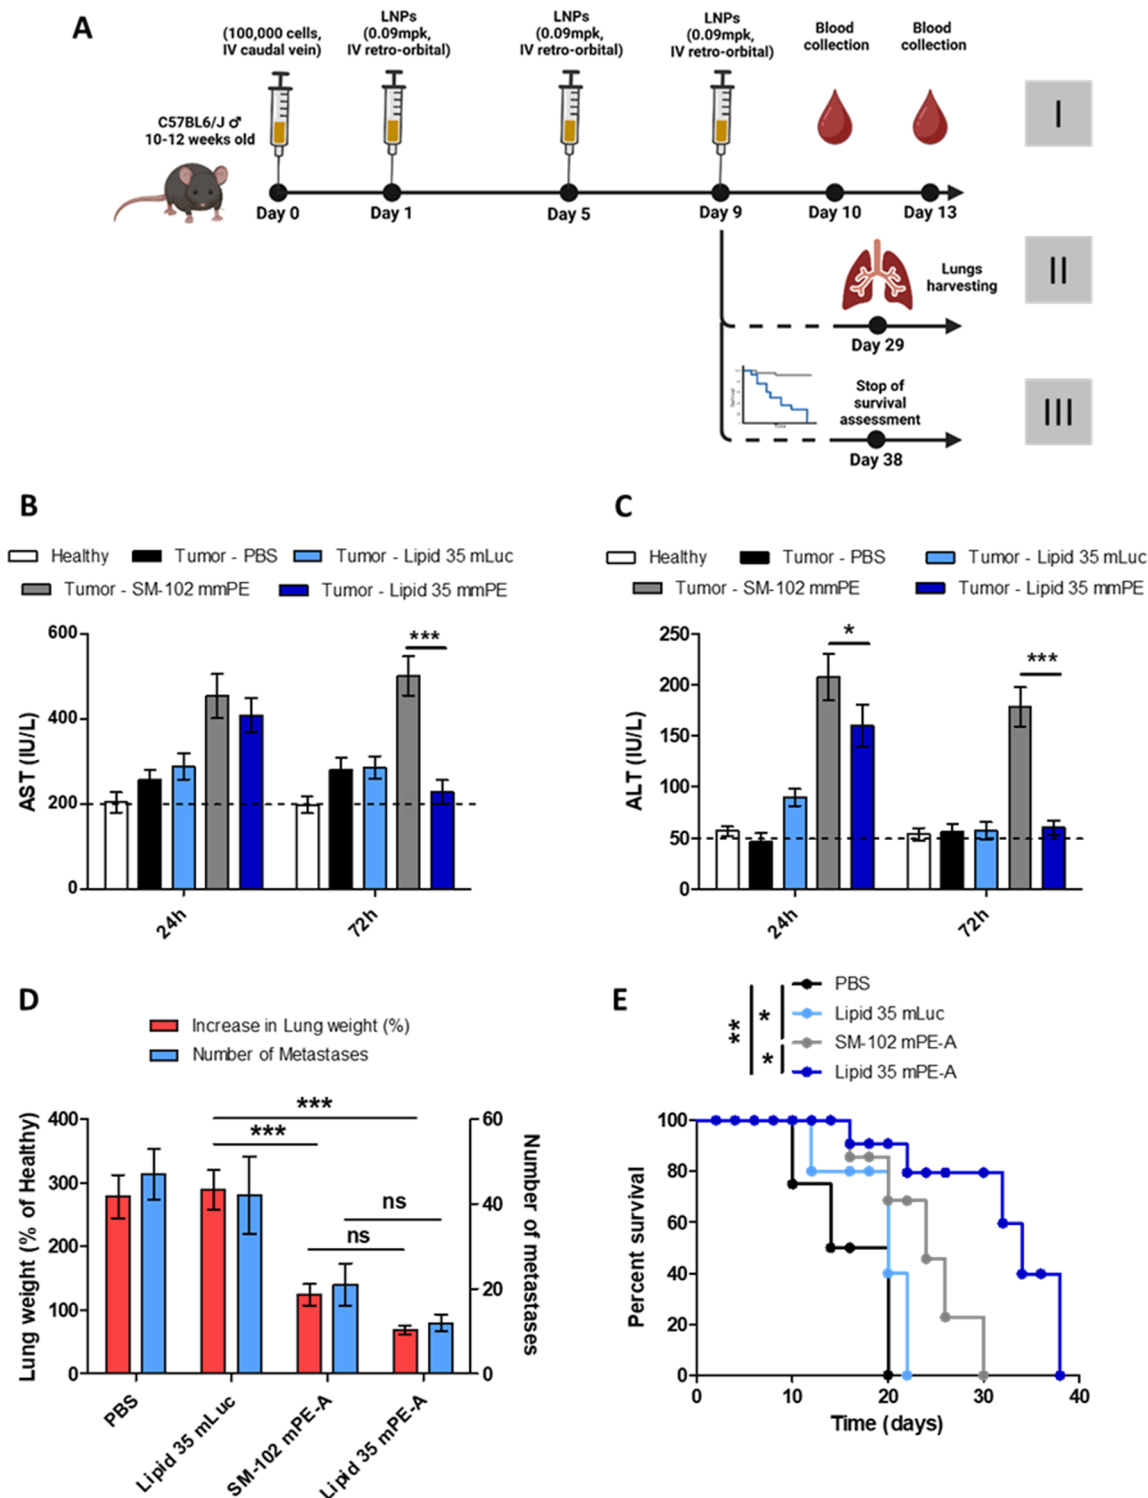 A
(100,000 cells,
IV caudal vein)
LNPs
(0.09mpk,
IV retro-orbital)
LNPs
(0.09mpk,
IV retro-orbital)
LNPs
(0.09mpk,
IV retro-orbital)
Blood
collection
Blood
collection
C57BL6/J ♂
10-12 weeks old
I
Day 0
Day 1
Day 5
Day 9
Day 10
Day 13
Lungs
harvesting
II
Day 29
Survival
Stop of
survival
assessment
III
Day 38
B
Healthy
Tumor - PBS
Tumor - Lipid 35 mLuc
Tumor - SM-102 mmPE
Tumor - Lipid 35 mmPE
AST (IU/L)
600
400
200
0
***
24h
72h
C
Healthy
Tumor - PBS
Tumor - Lipid 35 mLuc
Tumor - SM-102 mmPE
Tumor - Lipid 35 mmPE
ALT (IU/L)
250
200
150
100
50
0
*
***
24h
72h
D
Increase in Lung weight (%)
Number of Metastases
Lung weight (% of Healthy)
400
300
200
100
0
***
***
ns
ns
60
40
20
0
Number of metastases
PBS
Lipid 35 mLuc
SM-102 mPE-A
Lipid 35 mPE-A
E
**
*
*
PBS
Lipid 35 mLuc
SM-102 mPE-A
Lipid 35 mPE-A
Percent survival
100
80
60
40
20
0
0
10
20
30
40
Time (days)